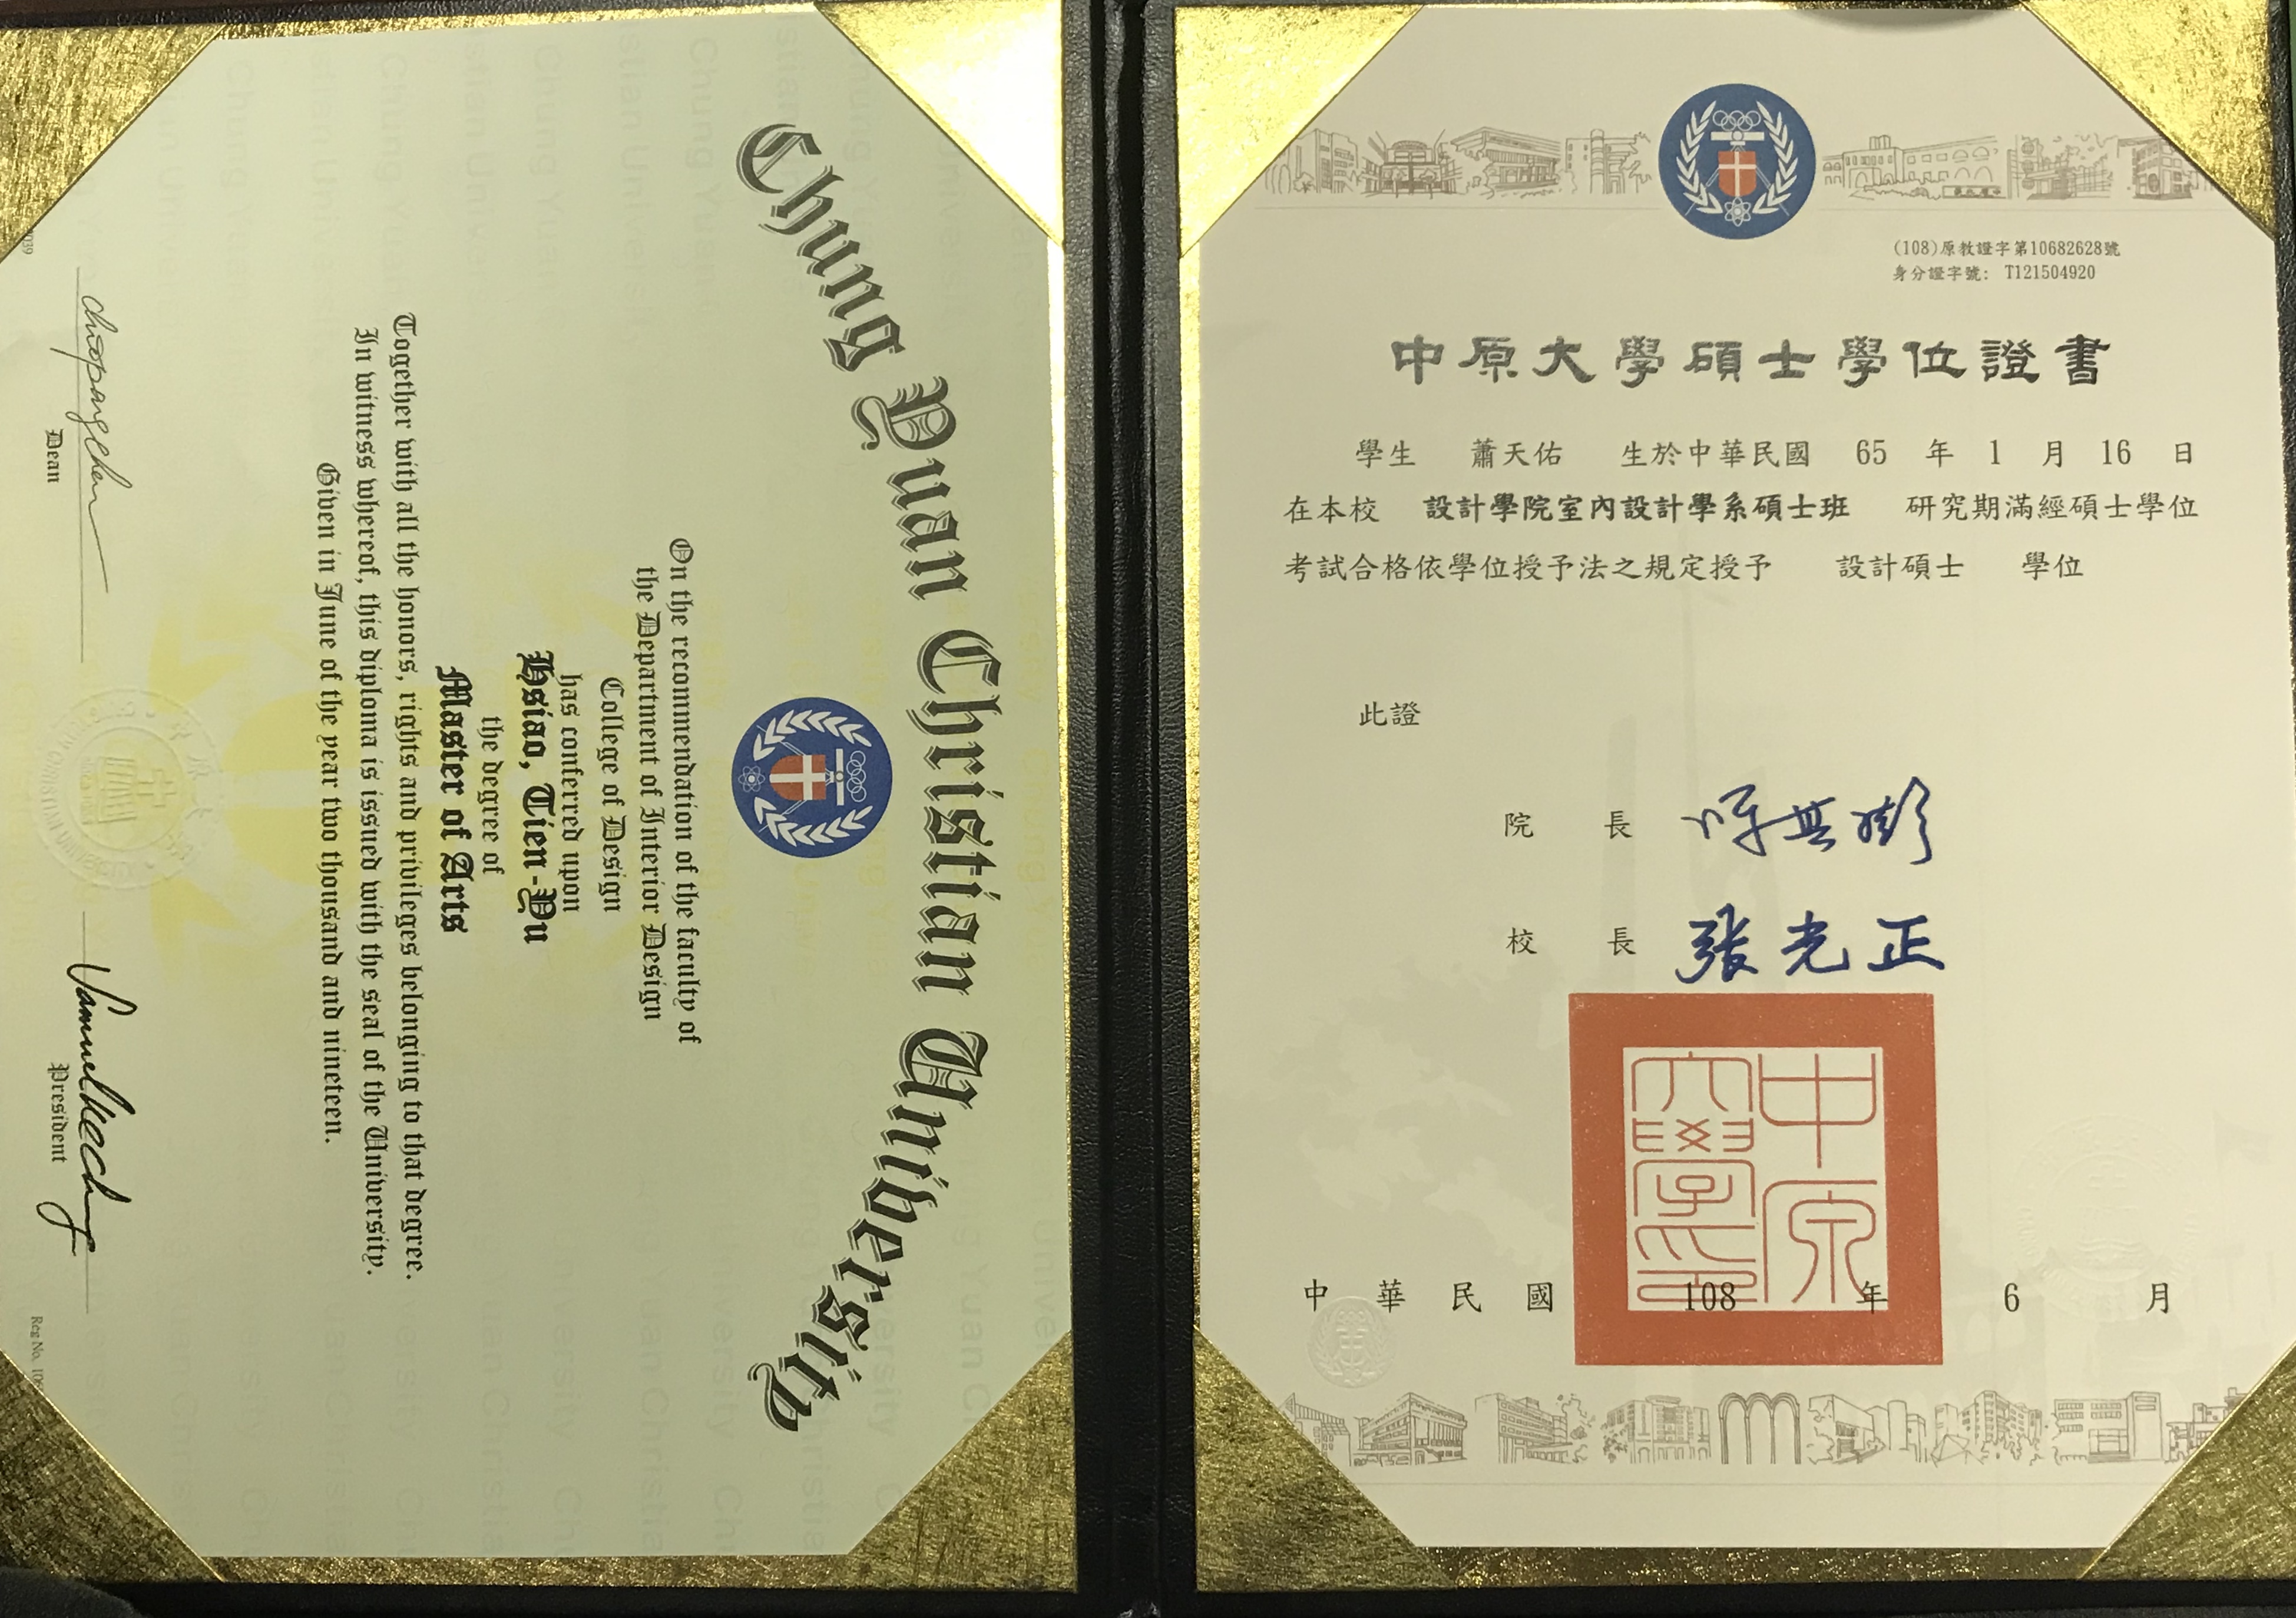 Chung Yuan Christian University
On the recommendation of the faculty of
the Department of Interior Design
College of Design
has conferred upon
Hsiao, Tien-Yu
the degree of
Master of Arts
Together with all the honors, rights and privileges belonging to that degree.
In witness whereof, this diploma is issued with the seal of the University.
Given in June of the year two thousand and nineteen.
Dean
President
Reg No.
(108)原教證字第10682628號
身分證字號: T121504920
中原大學碩士學位證書
學生 蕭天佑 生於中華民國 65 年 1 月 16 日
在本校 設計學院室內設計學系碩士班 研究期滿經碩士學位
考試合格依學位授予法之規定授予 設計碩士 學位
此證
院長 陳其澎
校長 張光正
中原大學印
中華民國 108 年 6 月